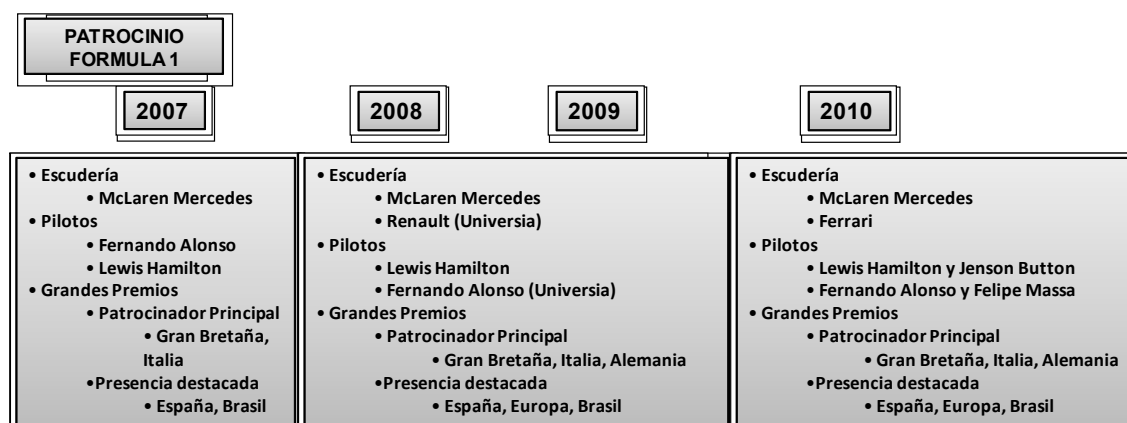 PATROCINIO
FORMULA 1
2007
2008
2009
2010
• Escudería
• McLaren Mercedes
• Pilotos
• Fernando Alonso
• Lewis Hamilton
• Grandes Premios
• Patrocinador Principal
• Gran Bretaña,
Italia
•Presencia destacada
• España, Brasil
• Escudería
• McLaren Mercedes
• Renault (Universia)
• Pilotos
• Lewis Hamilton
• Fernando Alonso (Universia)
• Grandes Premios
• Patrocinador Principal
• Gran Bretaña, Italia, Alemania
•Presencia destacada
• España, Europa, Brasil
• Escudería
• McLaren Mercedes
• Ferrari
• Pilotos
• Lewis Hamilton y Jenson Button
• Fernando Alonso y Felipe Massa
• Grandes Premios
• Patrocinador Principal
• Gran Bretaña, Italia, Alemania
•Presencia destacada
• España, Europa, Brasil